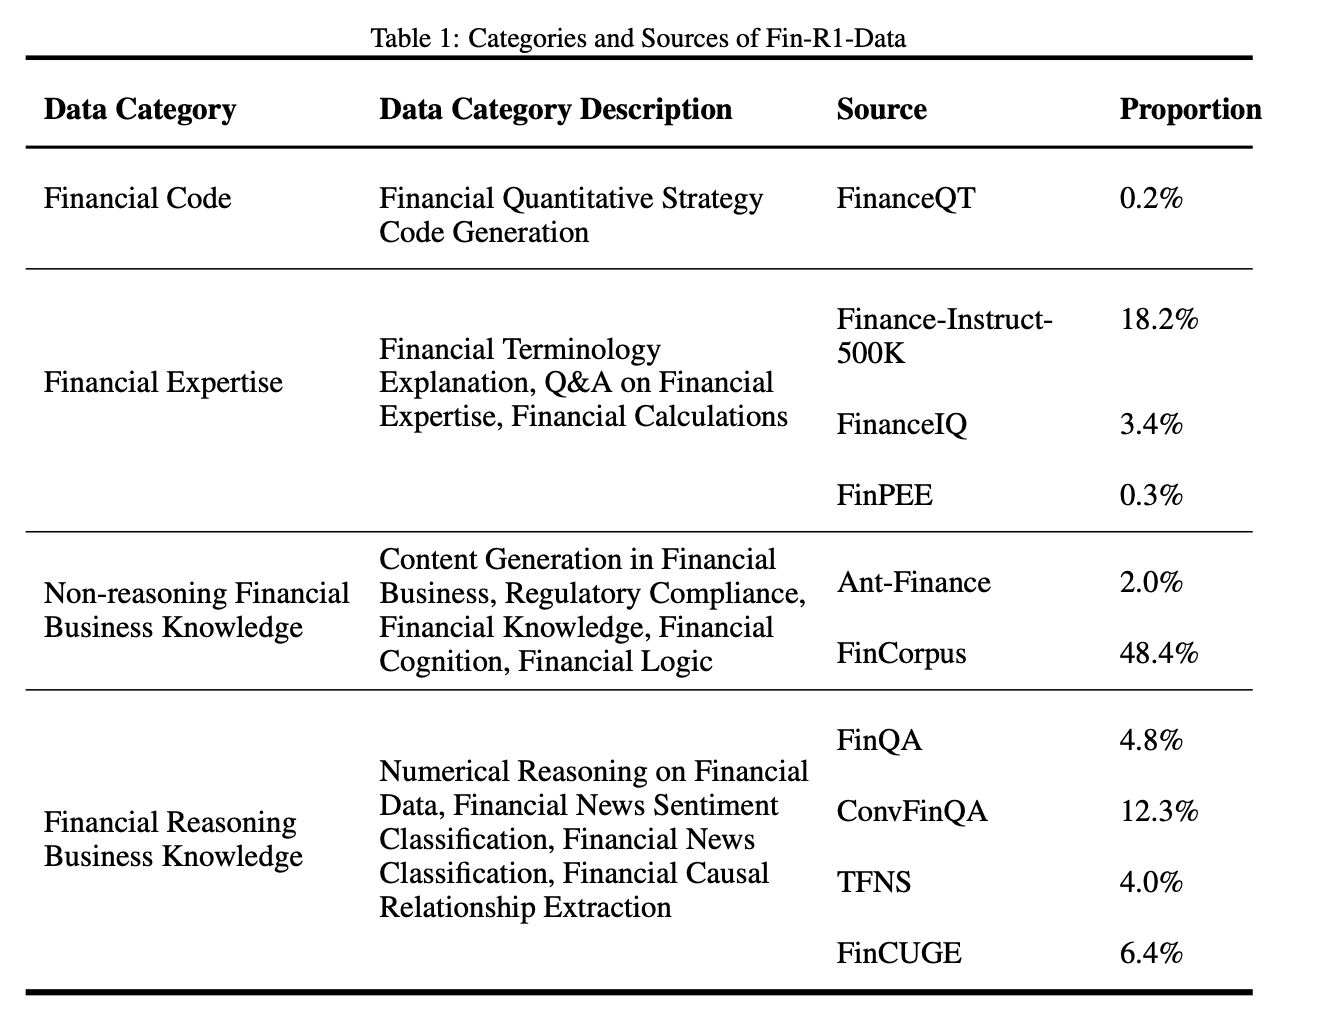 Table 1: Categories and Sources of Fin-R1-Data
Data Category Data Category Description Source Proportion
Financial Code Financial Quantitative Strategy FinanceQT 0.2%
Code Generation
Financial Expertise
Financial Terminology
Explanation, Q&A on Financial
Expertise, Financial Calculations
Finance-Instruct- 18.2%
500K
FinanceIQ 3.4%
FinPEE 0.3%
Non-reasoning Financial
Business Knowledge
Content Generation in Financial
Business, Regulatory Compliance,
Financial Knowledge, Financial
Cognition, Financial Logic
Ant-Finance 2.0%
FinCorpus 48.4%
Financial Reasoning
Business Knowledge
Numerical Reasoning on Financial
Data, Financial News Sentiment
Classification, Financial News
Classification, Financial Causal
Relationship Extraction
FinQA 4.8%
ConvFinQA 12.3%
TFNS 4.0%
FinCUGE 6.4%